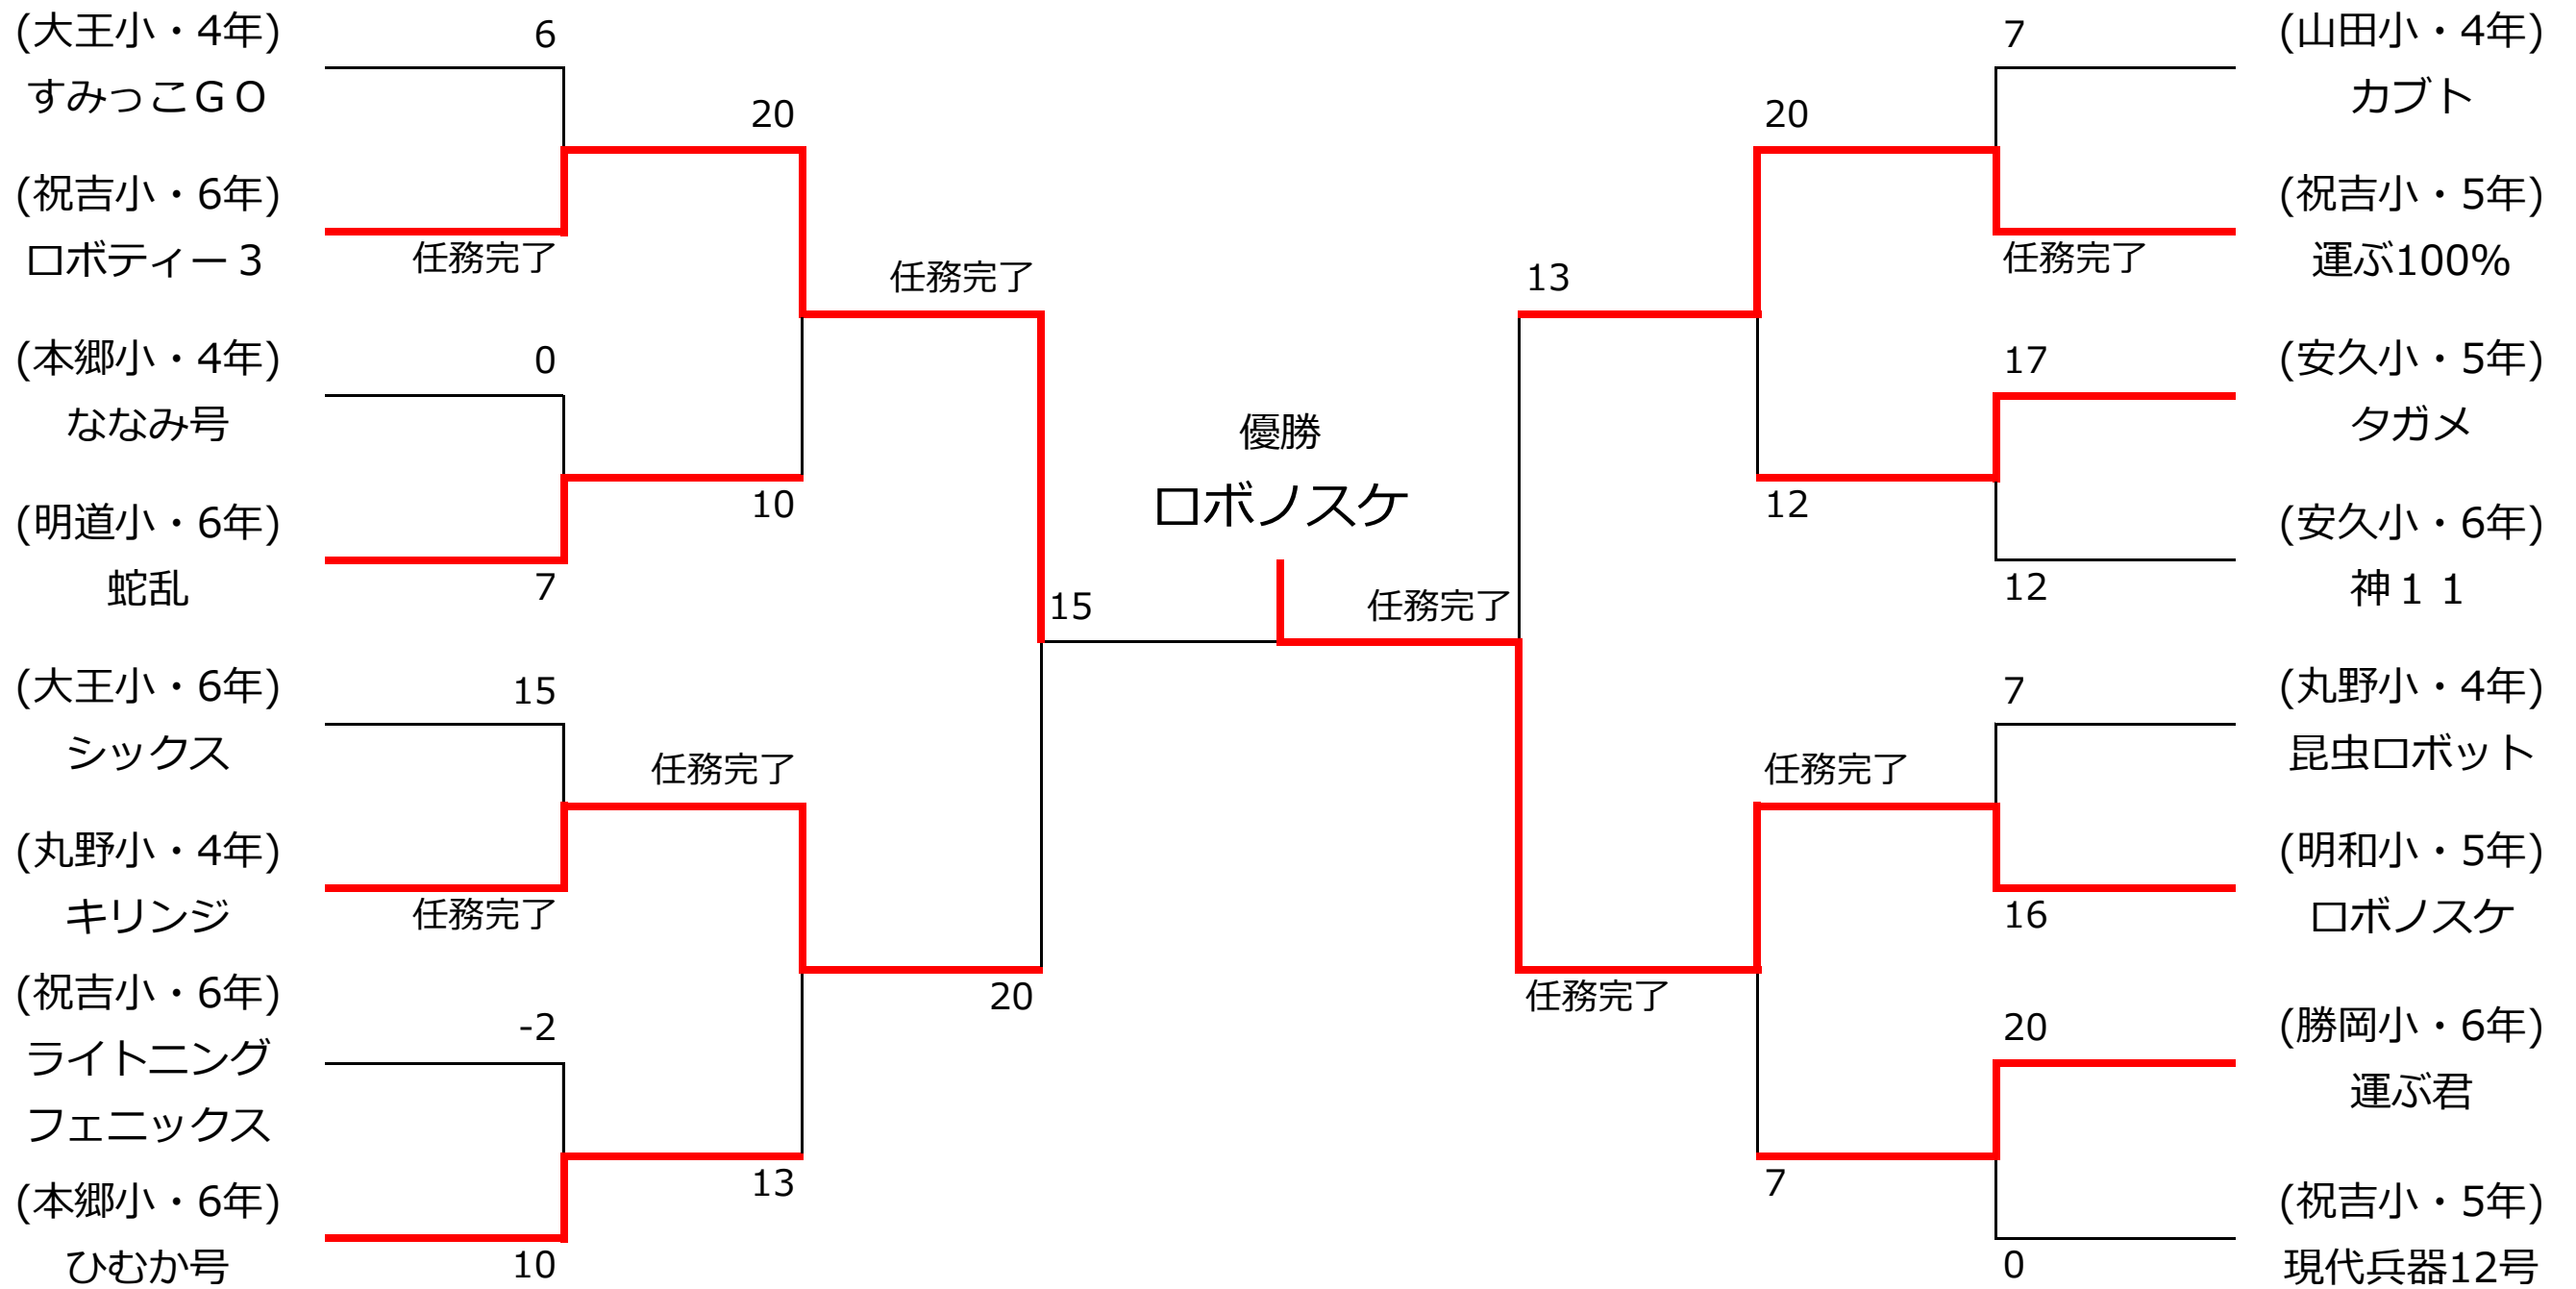 (大王小・4年)
すみっこＧＯ
6
(祝吉小・6年)
ロボティー３
任務完了
20
(本郷小・4年)
ななみ号
0
(明道小・6年)
蛇乱
7
10
任務完了
(大王小・6年)
シックス
15
(丸野小・4年)
キリンジ
任務完了
任務完了
(祝吉小・6年)
ライトニング
フェニックス
-2
(本郷小・6年)
ひむか号
10
13
20
15
優勝
ロボノスケ
任務完了
13
任務完了
20
12
任務完了
7
7
(山田小・4年)
カブト
任務完了
(祝吉小・5年)
運ぶ100%
17
(安久小・5年)
タガメ
12
(安久小・6年)
神１１
7
(丸野小・4年)
昆虫ロボット
16
(明和小・5年)
ロボノスケ
20
(勝岡小・6年)
運ぶ君
0
(祝吉小・5年)
現代兵器12号